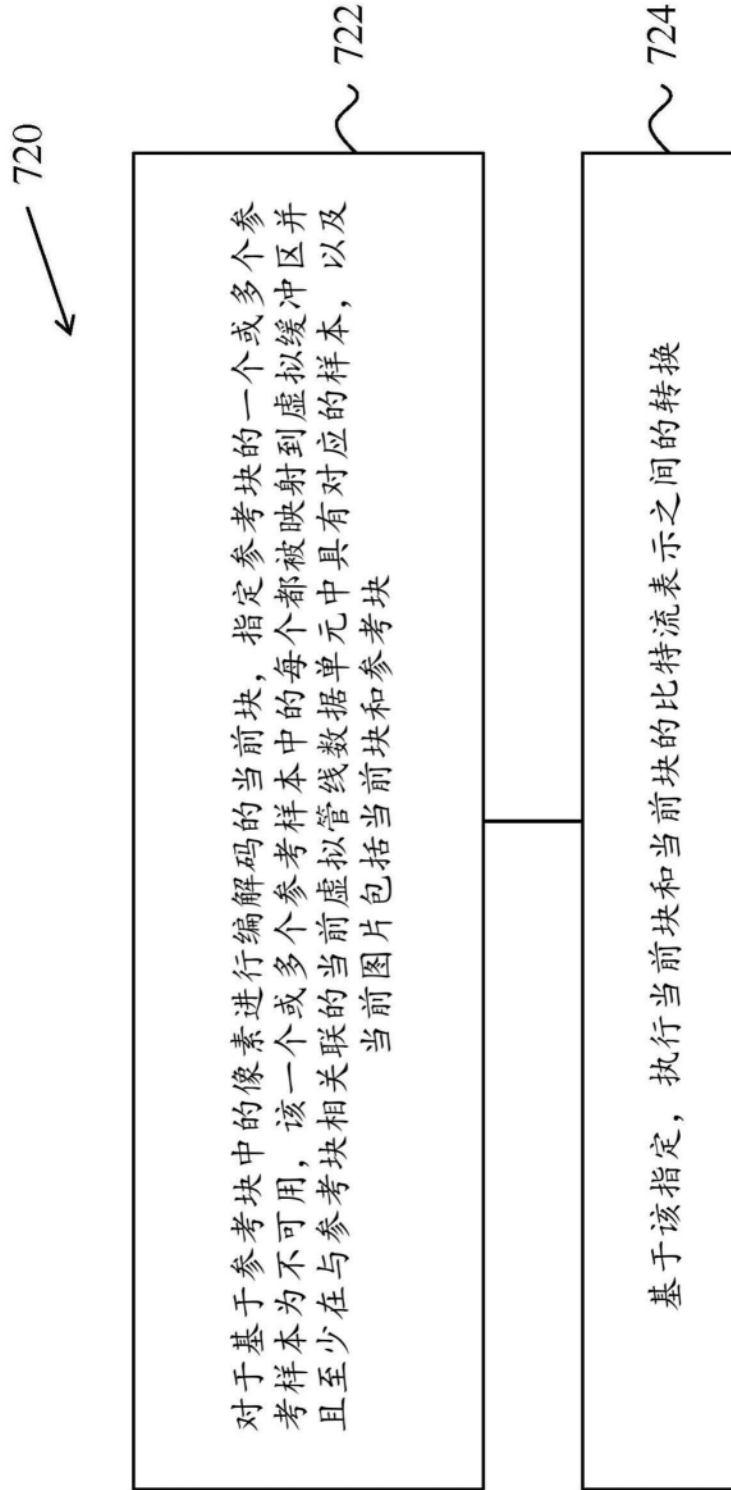 720
对于基于参考块中的像素进行编解码的当前块，指定参考块的一个或多个参
考样本为不可用，该一个或多个参考样本中的每个都被映射到虚拟缓冲区并
且至少在与参考块相关联的当前虚拟管线数据单元中具有对应的样本，以及
当前图片包括当前块和参考块
722
基于该指定，执行当前块和当前块的比特流表示之间的转换
724